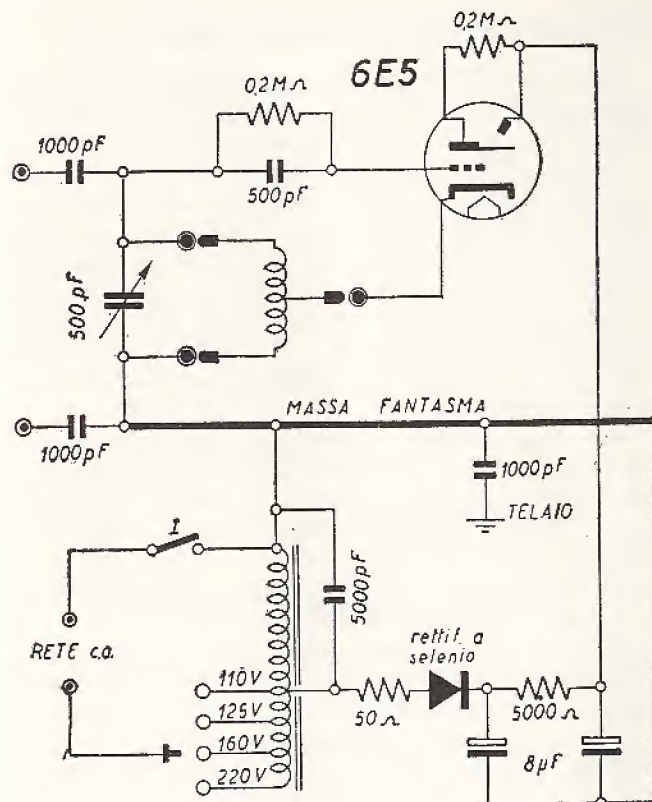 0,2MΩ
6E5
0,2MΩ
1000pF
500pF
500pF
MASSA FANTASMA
1000pF
1000pF
TELAIO
I
5000pF
RETE c.a.
rettif. a
selenio
110V
125V
160V
220V
50Ω
5000Ω
8µF